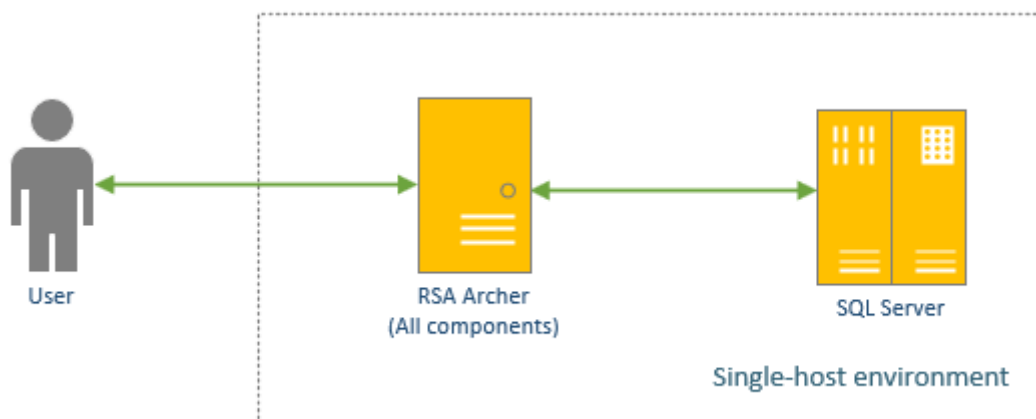 User
RSA Archer
(All components)
SQL Server
Single-host environment